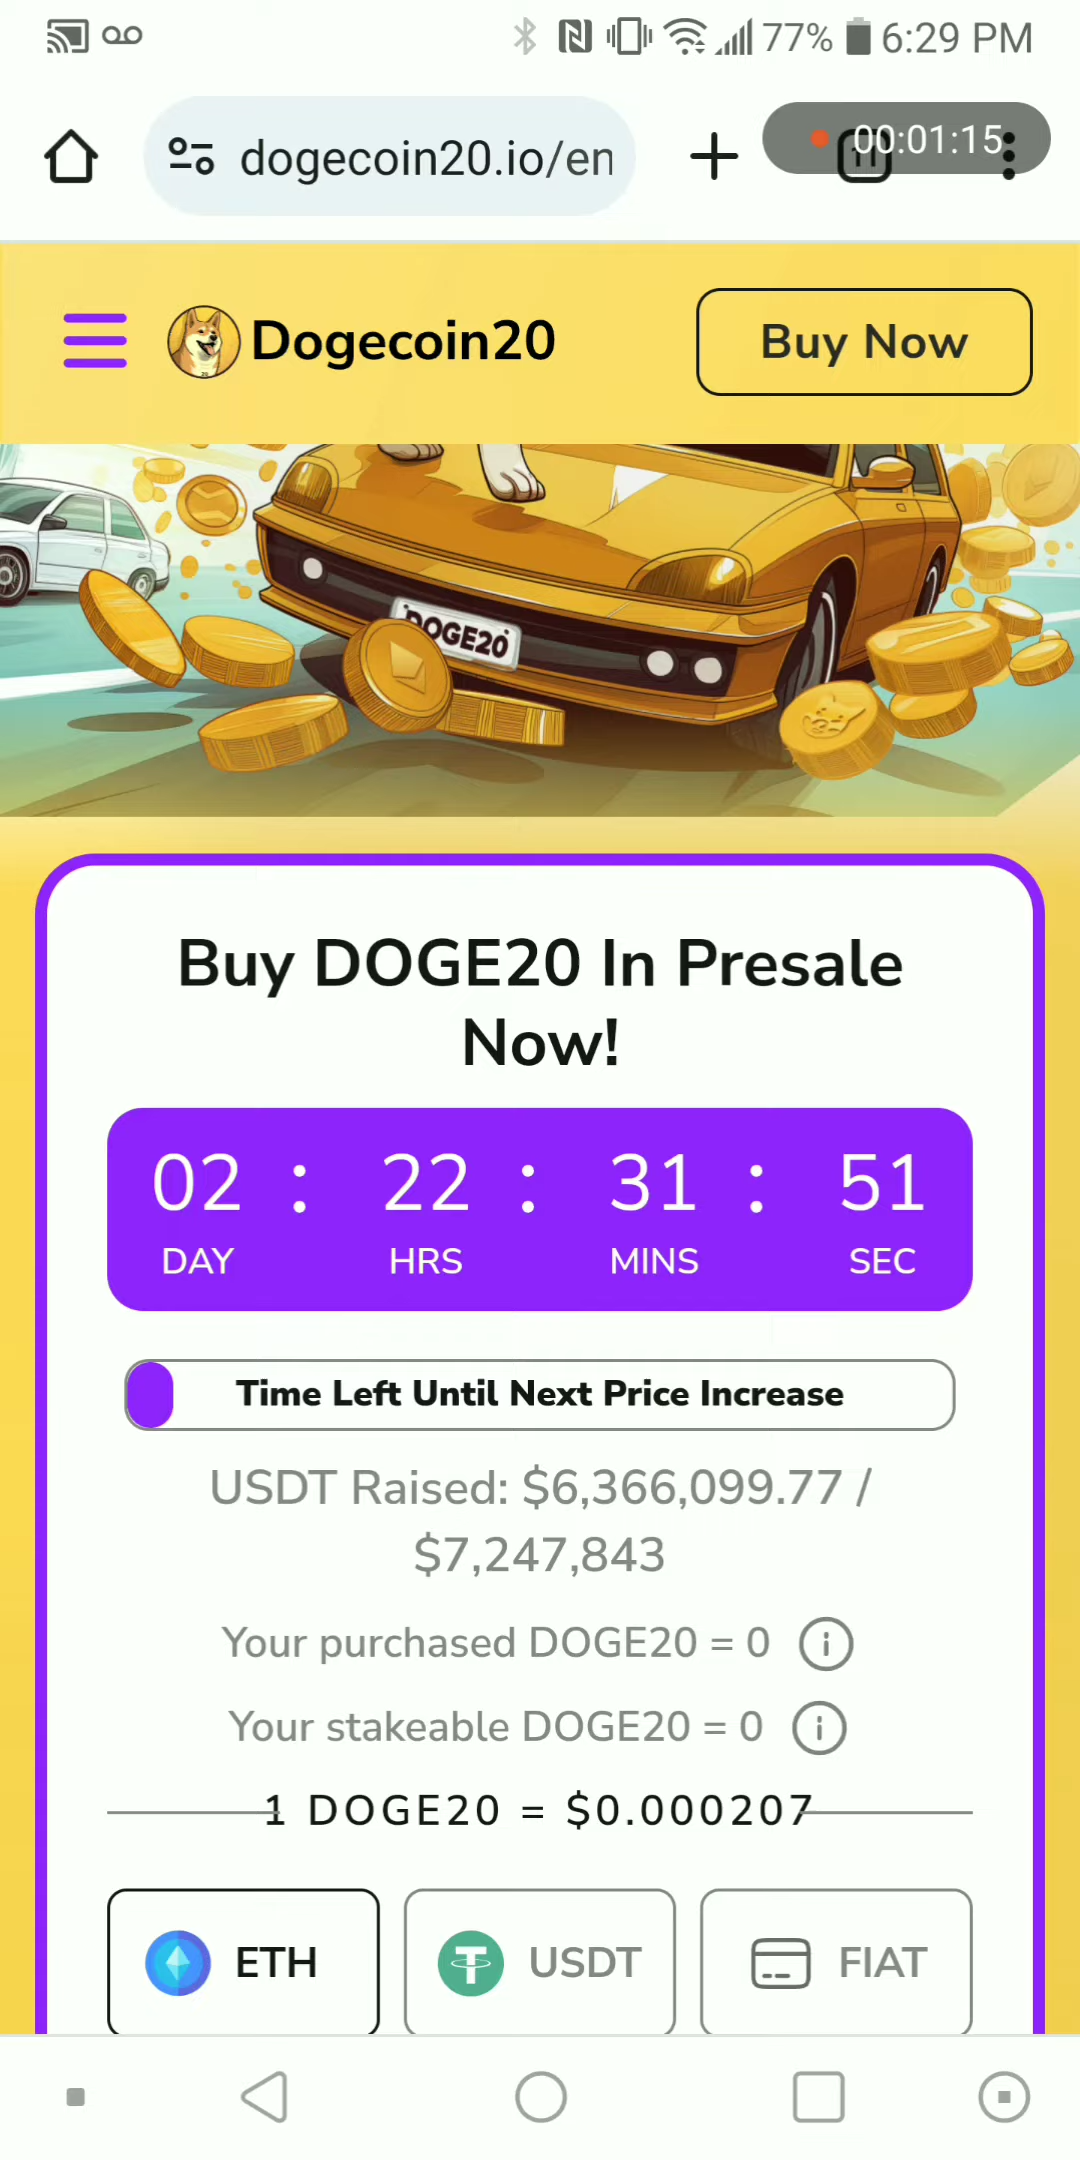 77% 6:29 PM
dogecoin20.io/en
00:01:15
Dogecoin20
Buy Now
DOGE20
Buy DOGE20 In Presale
Now!
02 : 22 : 31 : 51
DAY HRS MINS SEC
Time Left Until Next Price Increase
USDT Raised: $6,366,099.77 /
$7,247,843
Your purchased DOGE20 = 0
Your stakeable DOGE20 = 0
1 DOGE20 = $0.000207
ETH USDT FIAT